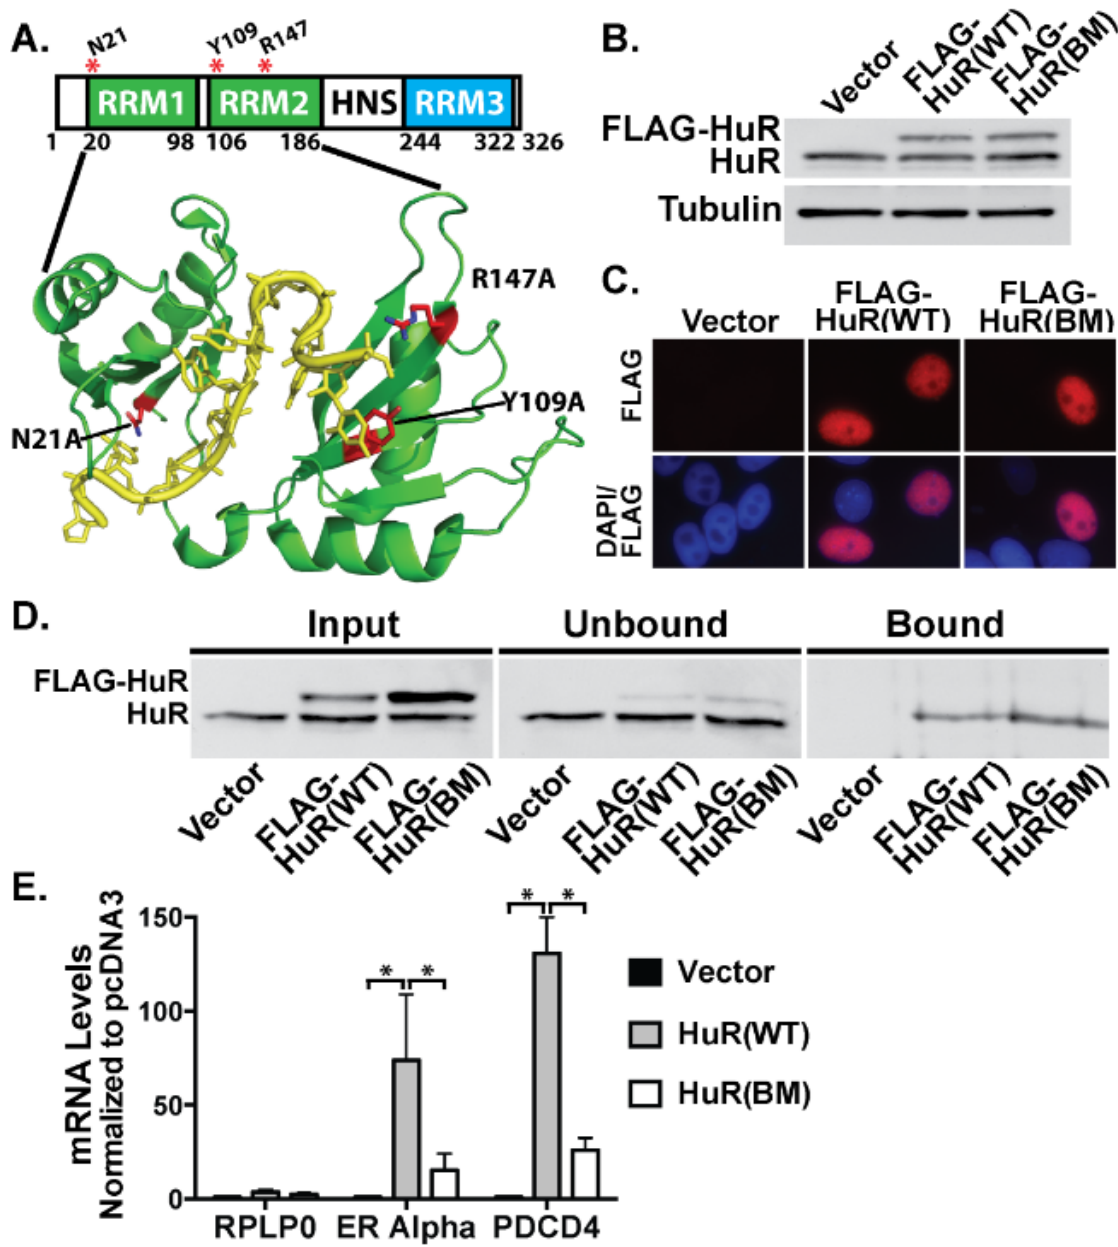 A.
N21
Y109
R147
*
*
*
RRM1
RRM2
HNS
RRM3
1
20
98
106
186
244
322
326
R147A
Y109A
N21A
B.
Vector
FLAG-
HuR(WT)
FLAG-
HuR(BM)
FLAG-HuR
HuR
Tubulin
C.
Vector
FLAG-
HuR(WT)
FLAG-
HuR(BM)
FLAG
DAPI/
FLAG
D.
Input
Unbound
Bound
FLAG-HuR
HuR
Vector
FLAG-
HuR(WT)
FLAG-
HuR(BM)
Vector
FLAG-
HuR(WT)
FLAG-
HuR(BM)
Vector
FLAG-
HuR(WT)
FLAG-
HuR(BM)
E.
mRNA Levels
Normalized to pcDNA3
150
100
50
0
*
*
*
*
RPLP0
ER Alpha
PDCD4
Vector
HuR(WT)
HuR(BM)